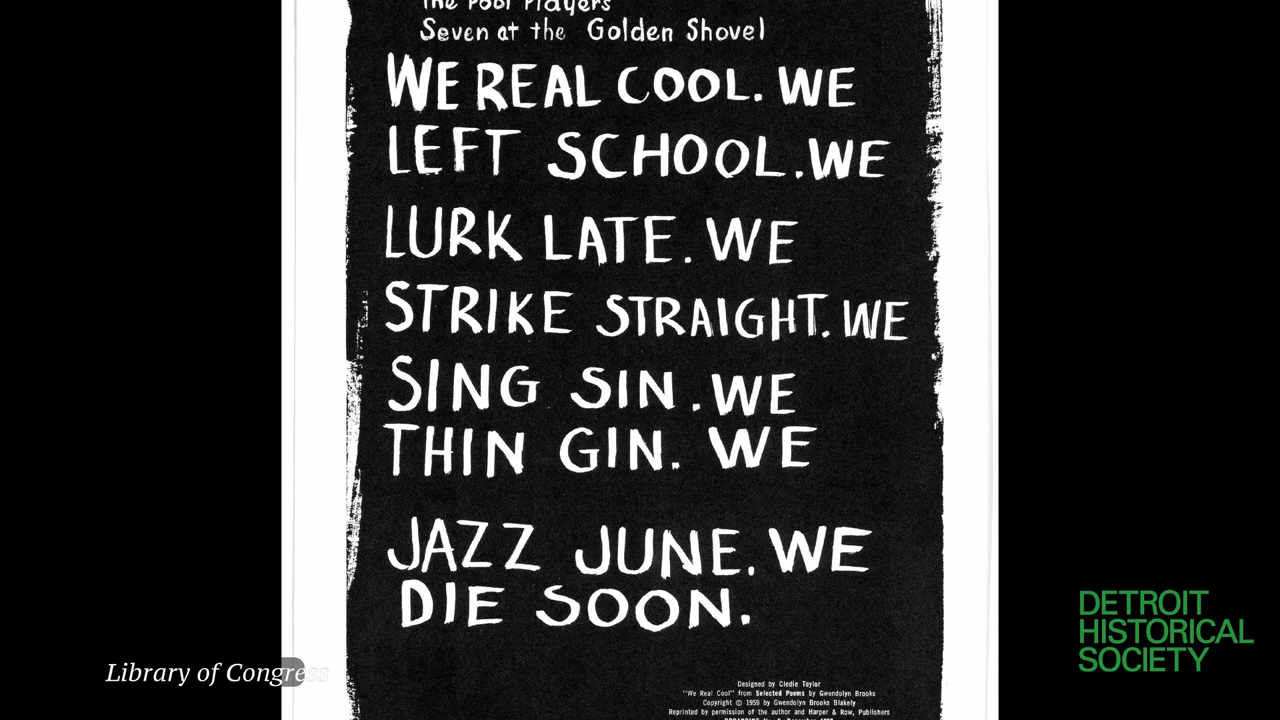 The Pool Players
Seven at the Golden Shovel
WE REAL COOL. WE
LEFT SCHOOL. WE
LURK LATE. WE
STRIKE STRAIGHT. WE
SING SIN. WE
THIN GIN. WE
JAZZ JUNE. WE
DIE SOON.
Library of Congress
DETROIT
HISTORICAL
SOCIETY
Designed by Cledie Taylor
"We Real Cool" from Selected Poems by Gwendolyn Brooks
Copyright © 1959 by Gwendolyn Brooks Blakely
Reprinted by permission of the author and Harper & Row, Publishers